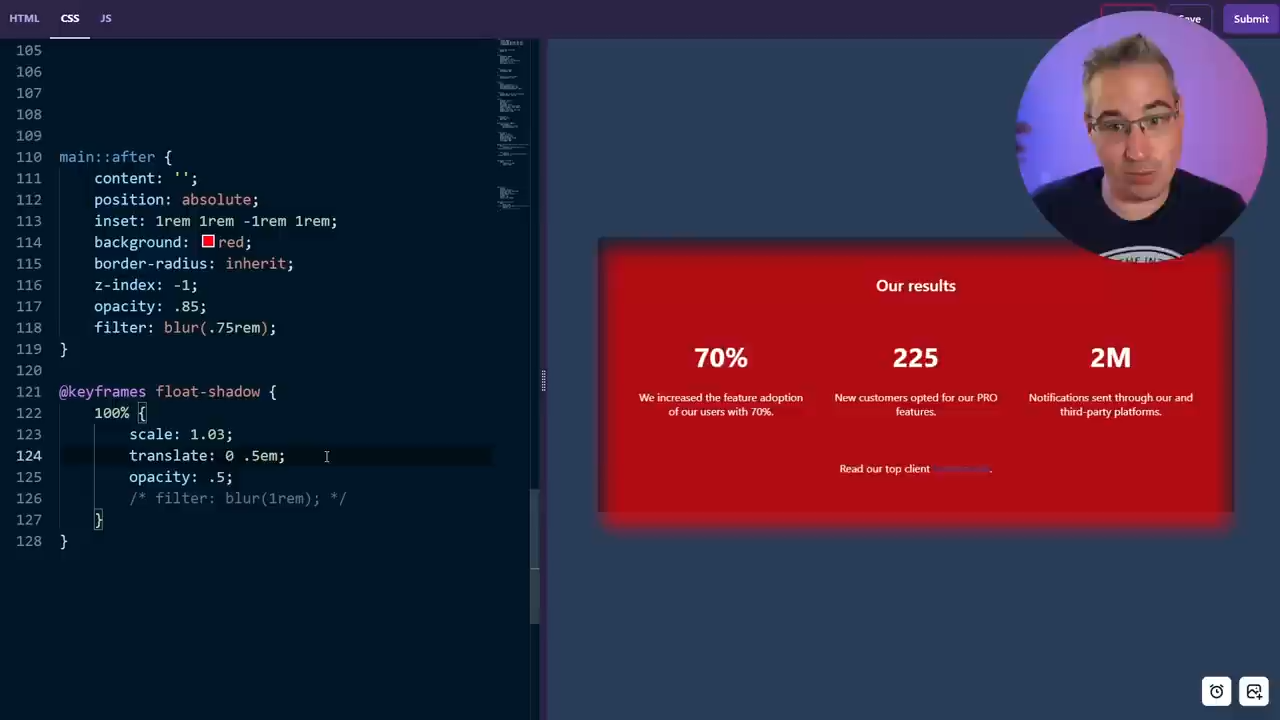 HTML
CSS
JS
Submit
105
106
107
108
109
110 main::after {
111 content: '';
112 position: absolute;
113 inset: 1rem 1rem -1rem 1rem;
114 background: red;
115 border-radius: inherit;
116 z-index: -1;
117 opacity: .85;
118 filter: blur(.75rem);
119 }
120
121 @keyframes float-shadow {
122 100% {
123 scale: 1.03;
124 translate: 0 .5em;
125 opacity: .5;
126 /* filter: blur(1rem); */
127 }
128 }
Our results
70%
We increased the feature adoption
of our users with 70%.
225
New customers opted for our PRO
features.
2M
Notifications sent through our and
third-party platforms.
Read our top client